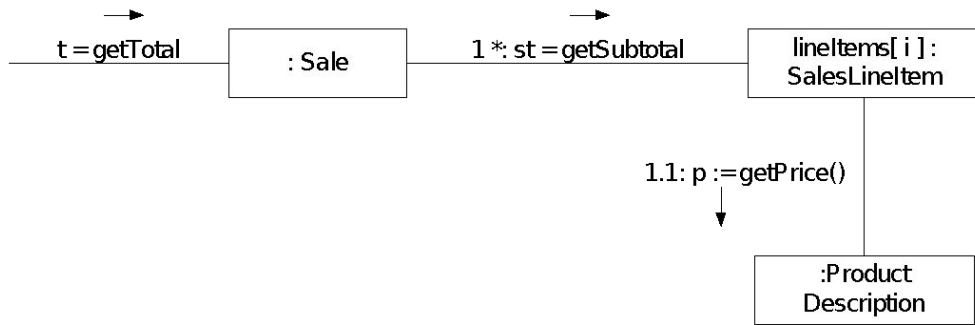 t = getTotal
: Sale
1 *: st = getSubtotal
lineItems[ i ] :
SalesLineItem
1.1: p := getPrice()
:Product
Description